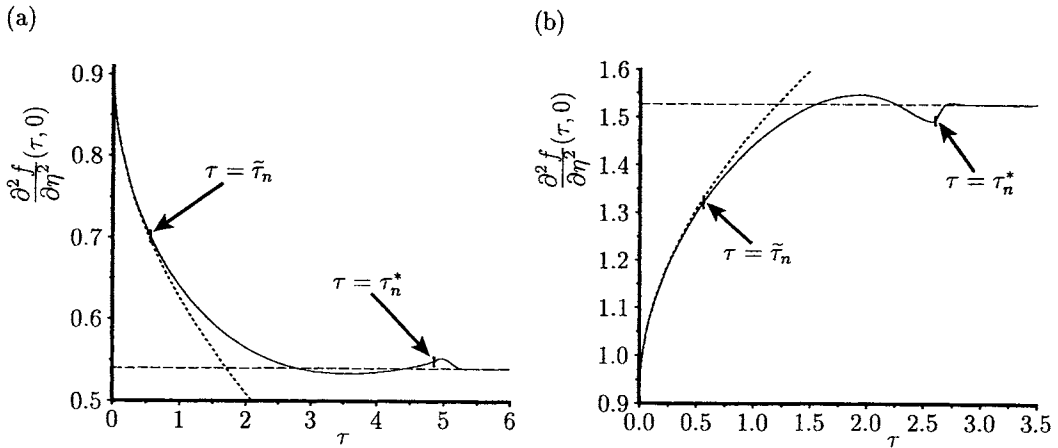 (a)
∂²f/∂η²(τ, 0)
0.9
0.8
0.7
0.6
0.5
τ = τ̃ₙ
τ = τₙ*
0 1 2 3 4 5 6
τ
(b)
∂²f/∂η²(τ, 0)
1.6
1.5
1.4
1.3
1.2
1.1
1.0
0.9
τ = τₙ*
τ = τ̃ₙ
0.0 0.5 1.0 1.5 2.0 2.5 3.0 3.5
τ